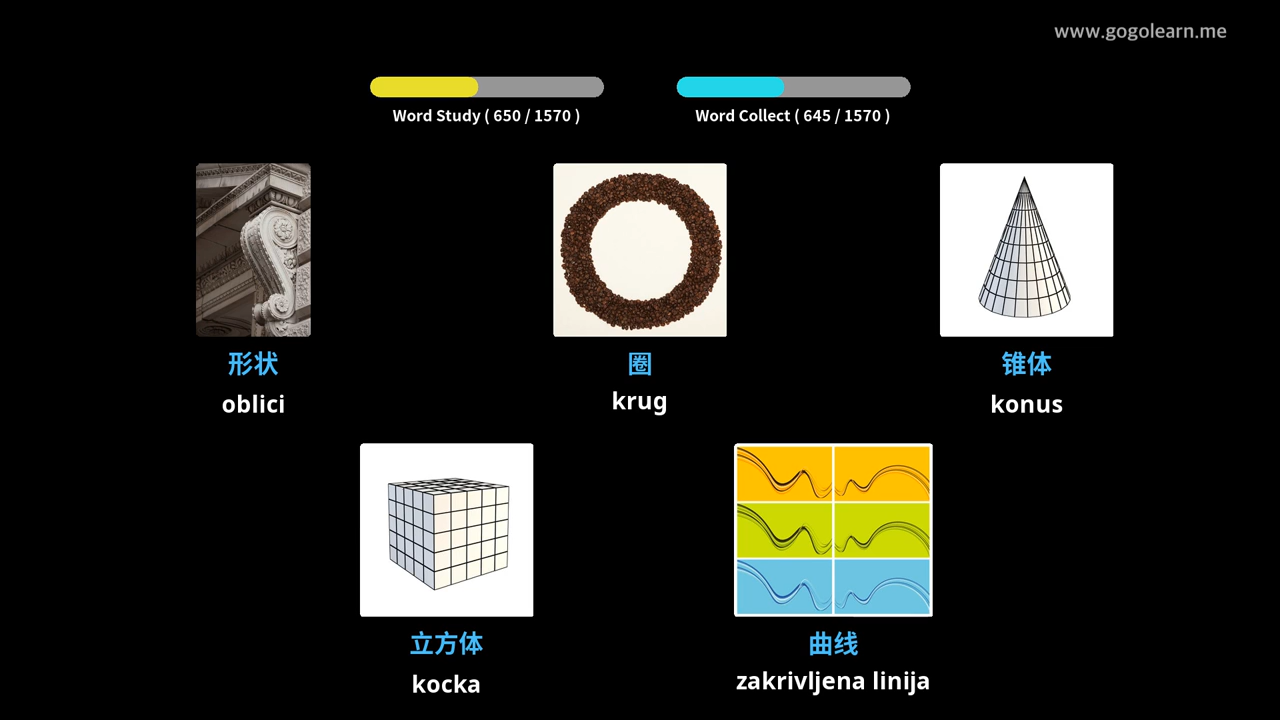 www.gogolearn.me
Word Study ( 650 / 1570 )
Word Collect ( 645 / 1570 )
形状
圈
锥体
oblici
krug
konus
立方体
曲线
kocka
zakrivljena linija